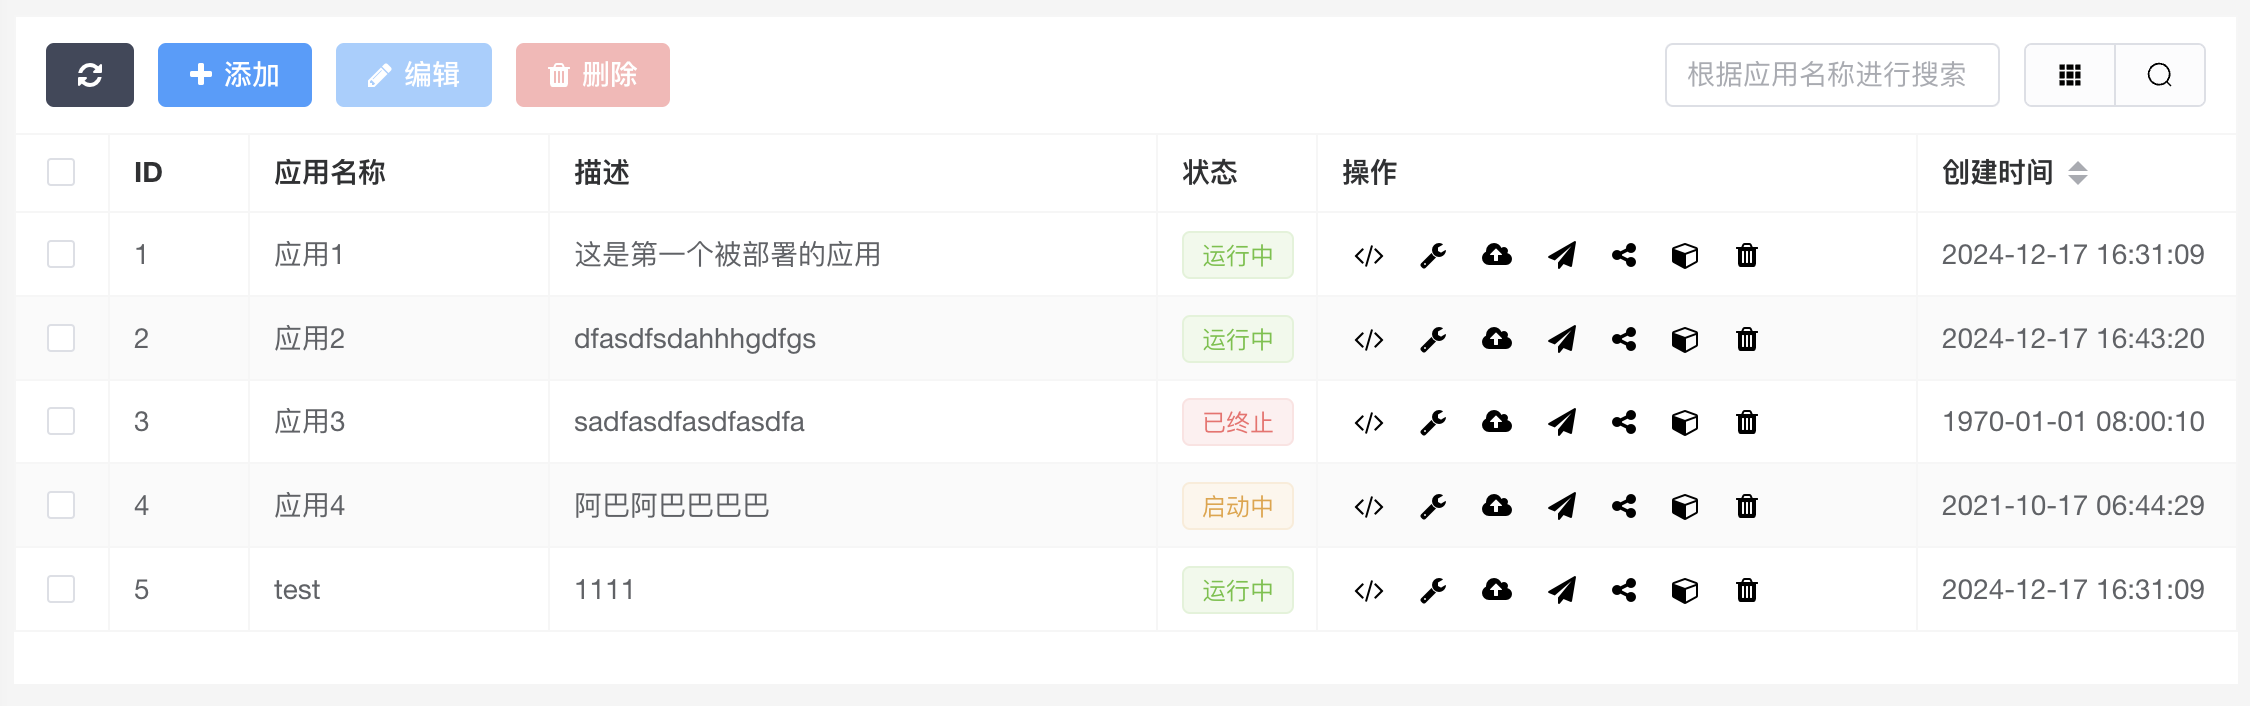 添加 编辑 删除 根据应用名称进行搜索
ID 应用名称 描述 状态 操作 创建时间
1 应用1 这是第一个被部署的应用 运行中 2024-12-17 16:31:09
2 应用2 dfasdfsdahhhgdfgs 运行中 2024-12-17 16:43:20
3 应用3 sadfasdfasdfasdfa 已终止 1970-01-01 08:00:10
4 应用4 阿巴阿巴巴巴巴 启动中 2021-10-17 06:44:29
5 test 1111 运行中 2024-12-17 16:31:09